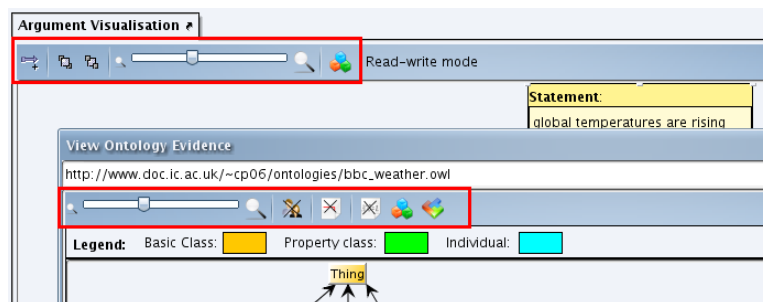 Argument Visualisation
Read-write mode
Statement:
global temperatures are rising
View Ontology Evidence
http://www.doc.ic.ac.uk/~cp06/ontologies/bbc_weather.owl
Legend: Basic Class: Property class: Individual:
Thing